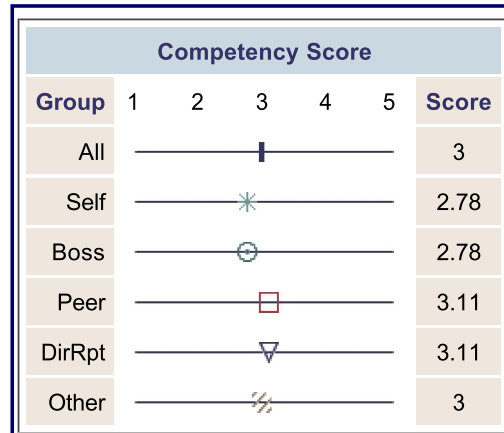 Competency Score
Group 1 2 3 4 5 Score
All 3
Self 2.78
Boss 2.78
Peer 3.11
DirRpt 3.11
Other 3